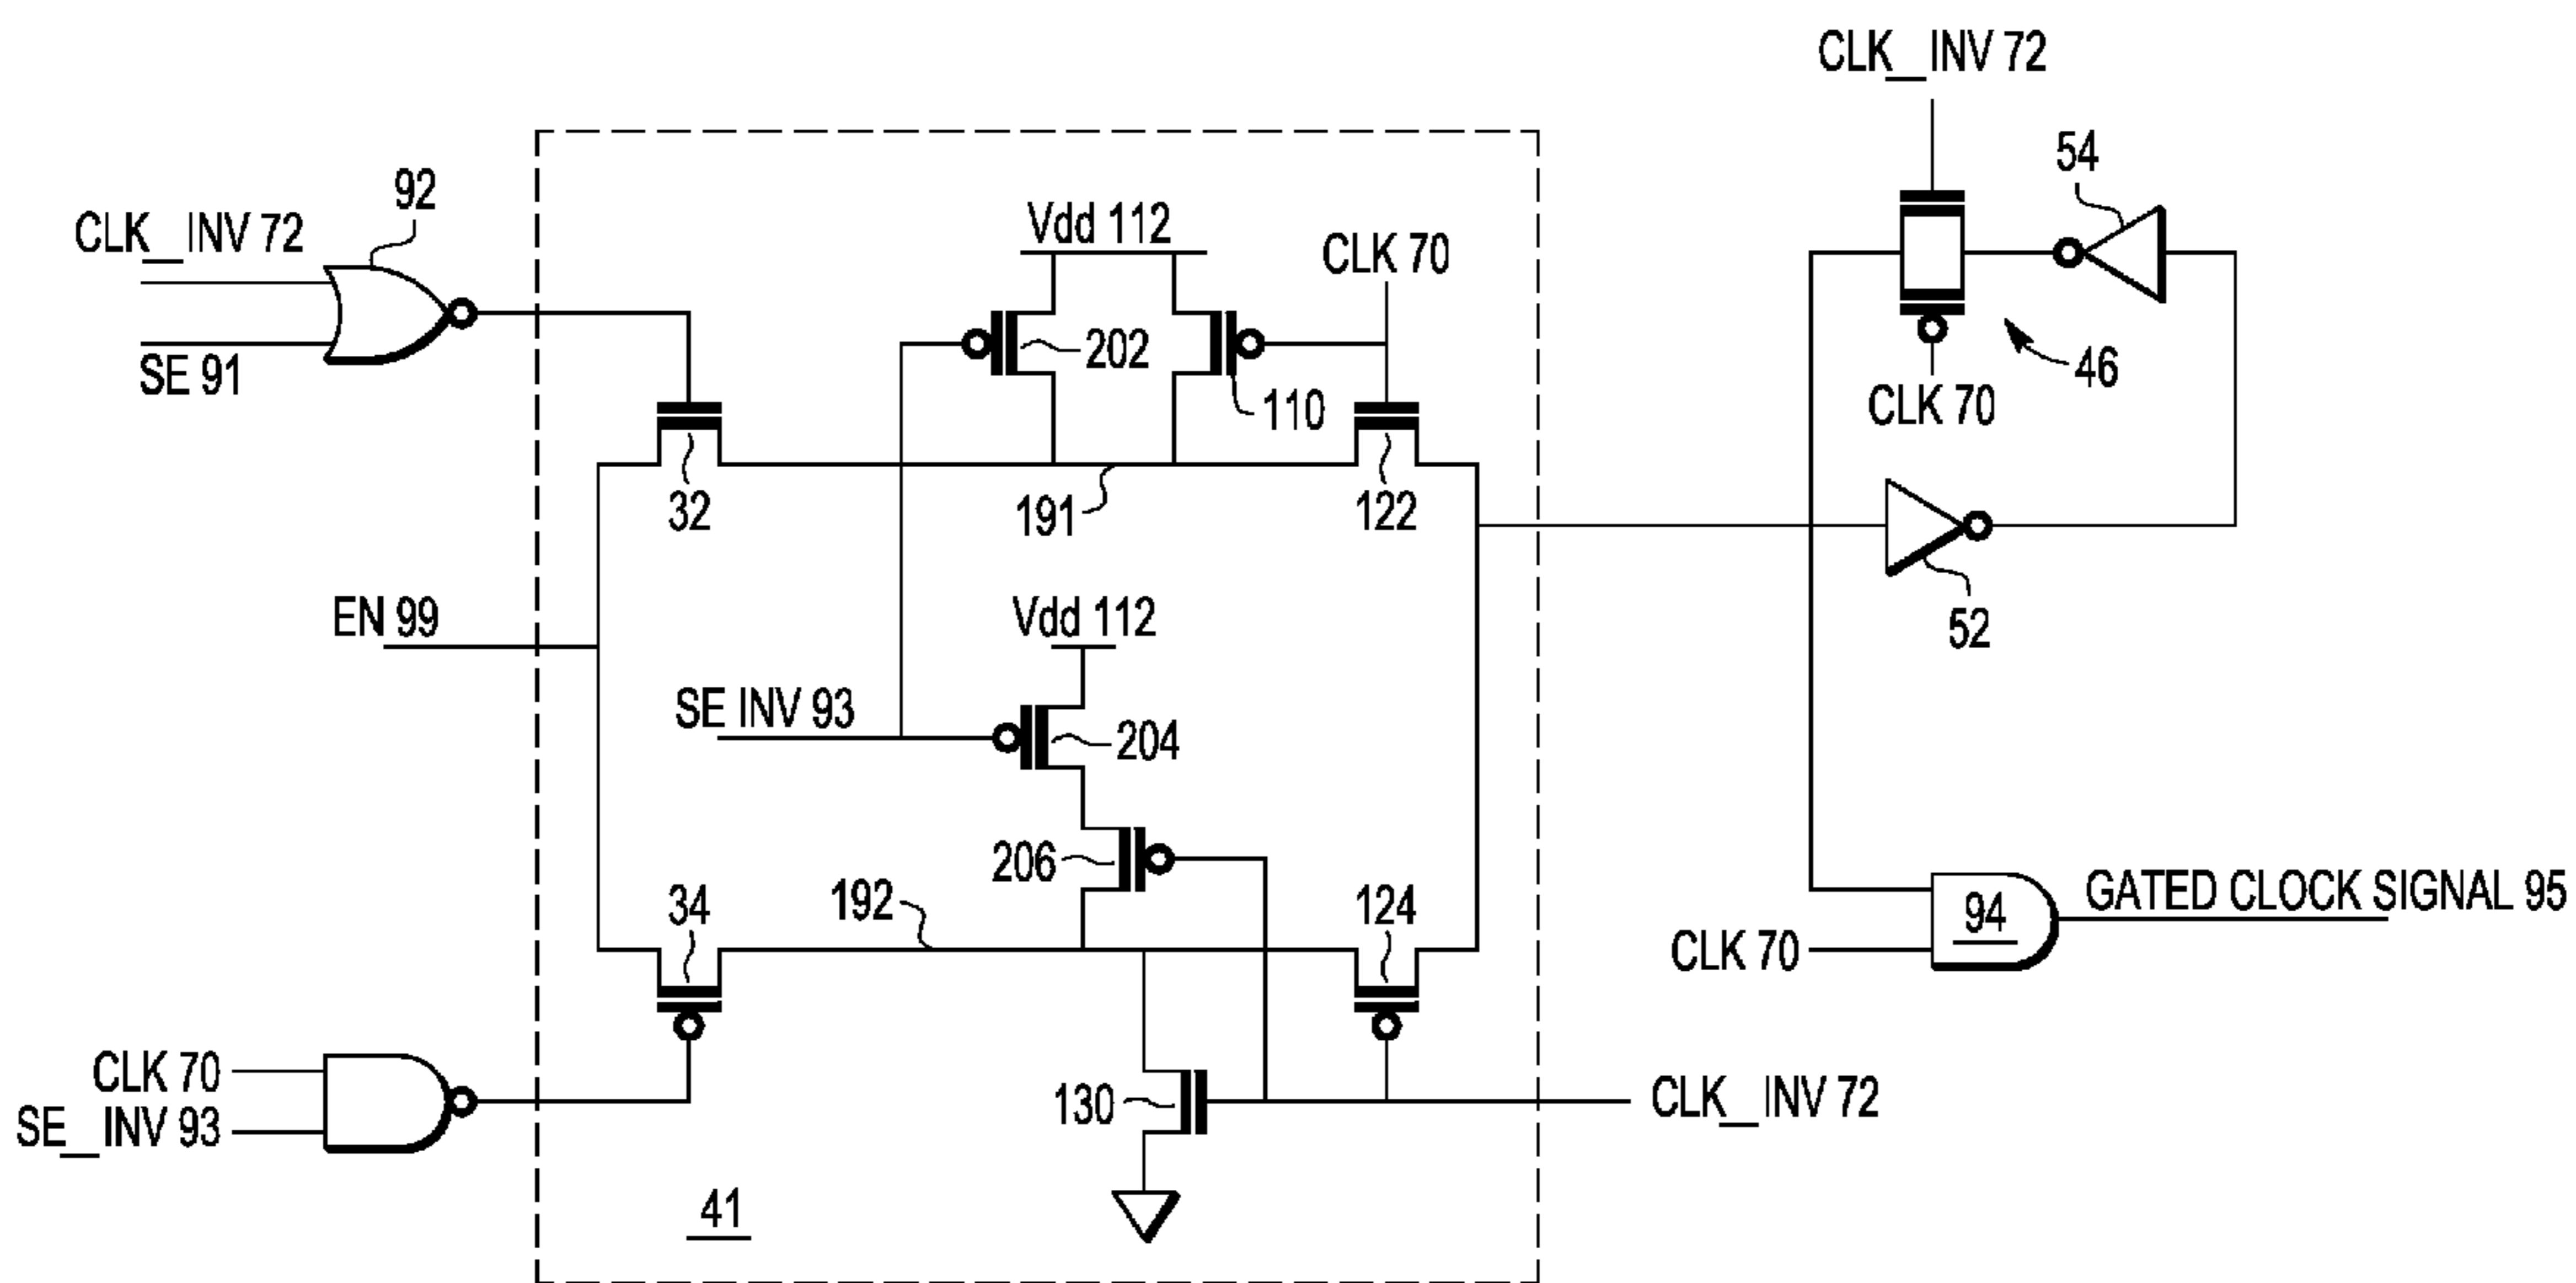 CLK_INV 72
54
92
CLK_INV 72
Vdd 112
CLK 70
202
SE 91
46
110
CLK 70
32
191
122
EN 99
Vdd 112
52
SE INV 93
204
206
34
192
124
94
GATED CLOCK SIGNAL 95
CLK 70
CLK 70
130
CLK_INV 72
SE_INV 93
41